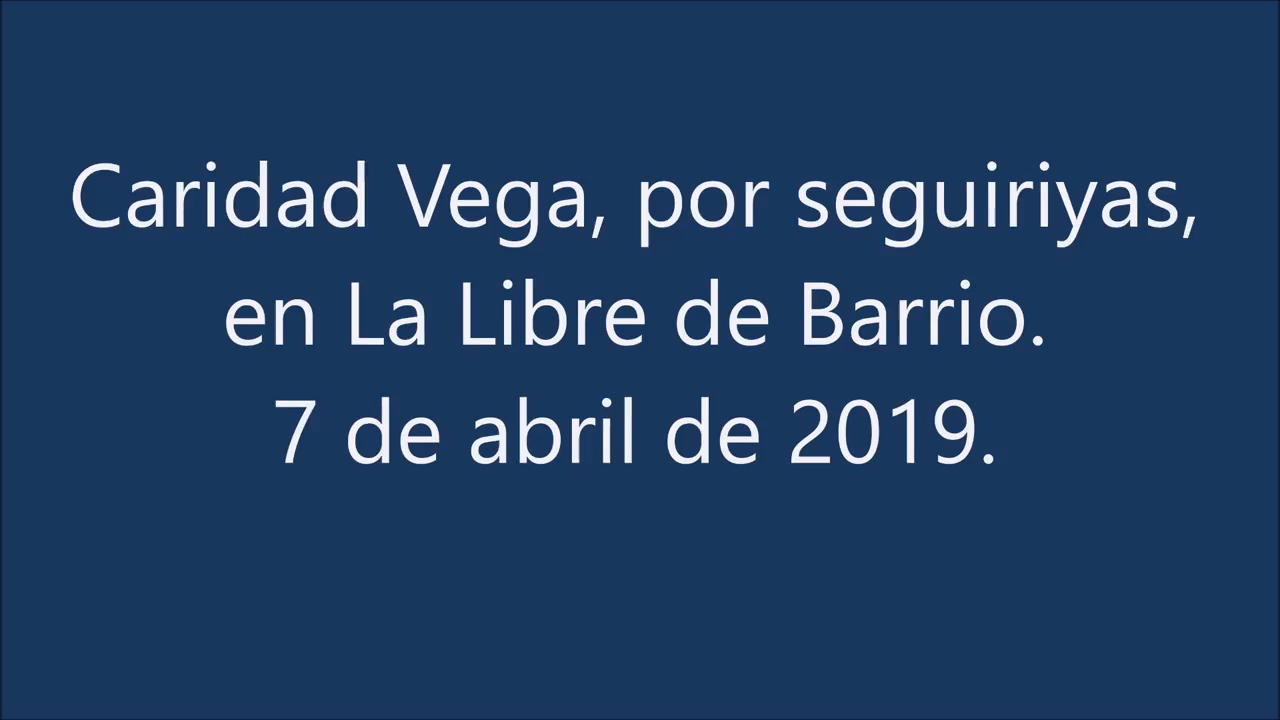 Caridad Vega, por seguiriyas,
en La Libre de Barrio.
7 de abril de 2019.